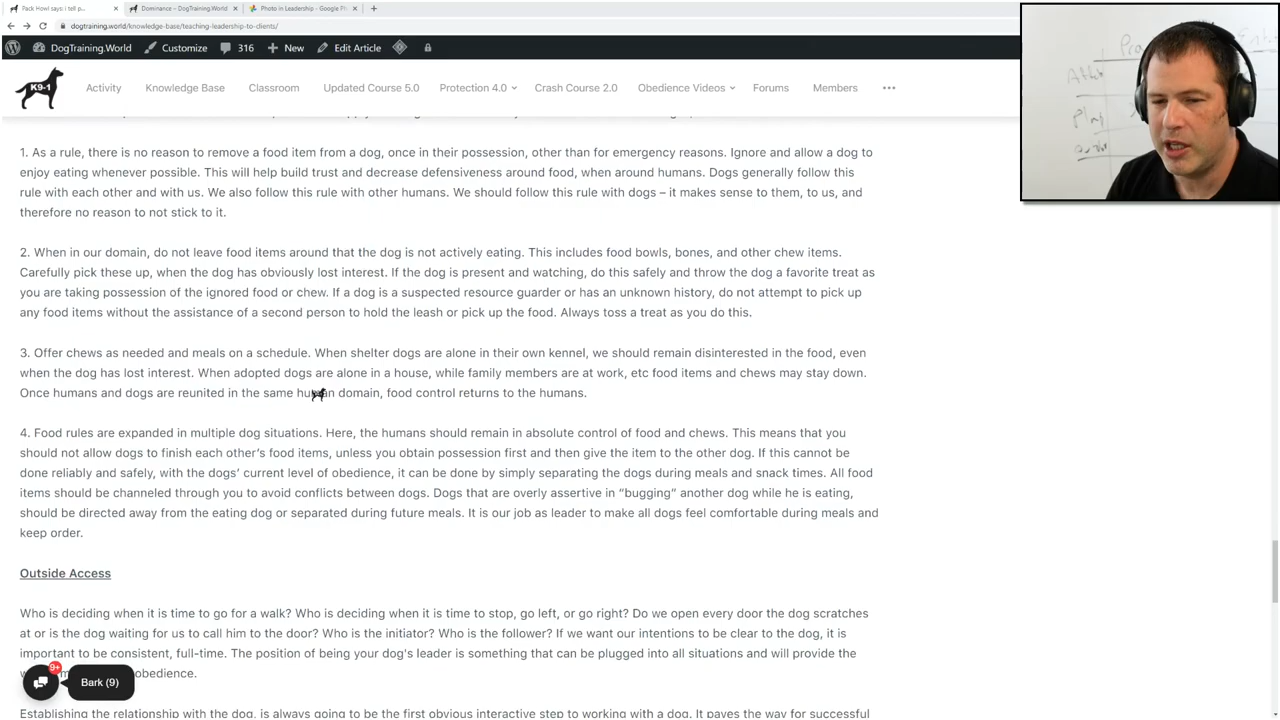 Pack Howl says: i tell p...
Dominance – DogTraining.World
Photo in Leadership - Google Ph
dogtraining.world/knowledge-base/teaching-leadership-to-clients/
DogTraining.World
Customize
316
New
Edit Article
K9-1
Activity
Knowledge Base
Classroom
Updated Course 5.0
Protection 4.0
Crash Course 2.0
Obedience Videos
Forums
Members
1. As a rule, there is no reason to remove a food item from a dog, once in their possession, other than for emergency reasons. Ignore and allow a dog to
enjoy eating whenever possible. This will help build trust and decrease defensiveness around food, when around humans. Dogs generally follow this
rule with each other and with us. We also follow this rule with other humans. We should follow this rule with dogs – it makes sense to them, to us, and
therefore no reason to not stick to it.
2. When in our domain, do not leave food items around that the dog is not actively eating. This includes food bowls, bones, and other chew items.
Carefully pick these up, when the dog has obviously lost interest. If the dog is present and watching, do this safely and throw the dog a favorite treat as
you are taking possession of the ignored food or chew. If a dog is a suspected resource guarder or has an unknown history, do not attempt to pick up
any food items without the assistance of a second person to hold the leash or pick up the food. Always toss a treat as you do this.
3. Offer chews as needed and meals on a schedule. When shelter dogs are alone in their own kennel, we should remain disinterested in the food, even
when the dog has lost interest. When adopted dogs are alone in a house, while family members are at work, etc food items and chews may stay down.
Once humans and dogs are reunited in the same human domain, food control returns to the humans.
4. Food rules are expanded in multiple dog situations. Here, the humans should remain in absolute control of food and chews. This means that you
should not allow dogs to finish each other's food items, unless you obtain possession first and then give the item to the other dog. If this cannot be
done reliably and safely, with the dogs' current level of obedience, it can be done by simply separating the dogs during meals and snack times. All food
items should be channeled through you to avoid conflicts between dogs. Dogs that are overly assertive in “bugging” another dog while he is eating,
should be directed away from the eating dog or separated during future meals. It is our job as leader to make all dogs feel comfortable during meals and
keep order.
Outside Access
Who is deciding when it is time to go for a walk? Who is deciding when it is time to stop, go left, or go right? Do we open every door the dog scratches
at or is the dog waiting for us to call him to the door? Who is the initiator? Who is the follower? If we want our intentions to be clear to the dog, it is
important to be consistent, full-time. The position of being your dog's leader is something that can be plugged into all situations and will provide the
obedience.
9+
Bark (9)
Establishing the relationship with the dog, is always going to be the first obvious interactive step to working with a dog. It paves the way for successful